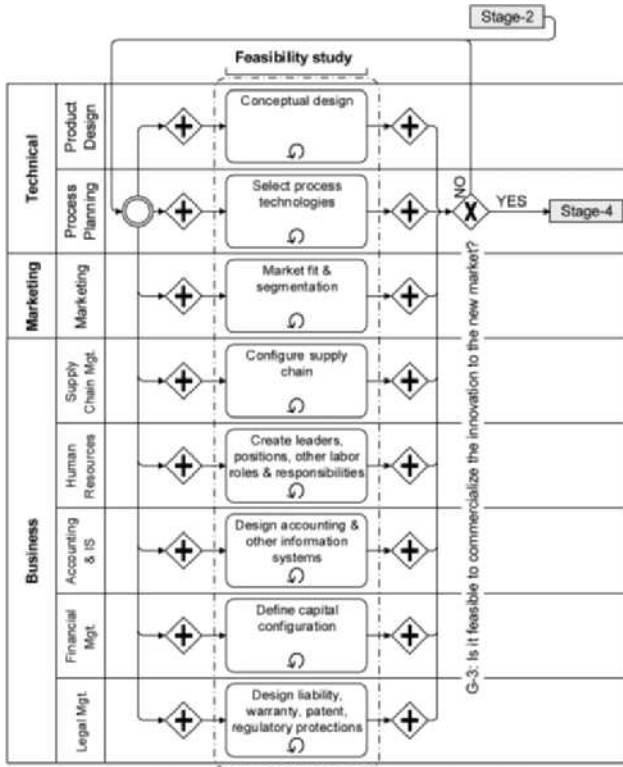 Stage-2
Feasibility study
Technical
Product
Design
Conceptual design
Process
Planning
Select process
technologies
NO
YES
Stage-4
G-3: Is it feasible to commercialize the innovation to the new market?
Marketing
Marketing
Market fit &
segmentation
Business
Supply
Chain Mgt.
Configure supply
chain
Human
Resources
Create leaders,
positions, other labor
roles & responsibilities
Accounting
& IS
Design accounting &
other information
systems
Financial
Mgt.
Define capital
configuration
Legal Mgt.
Design liability,
warranty, patent,
regulatory protections